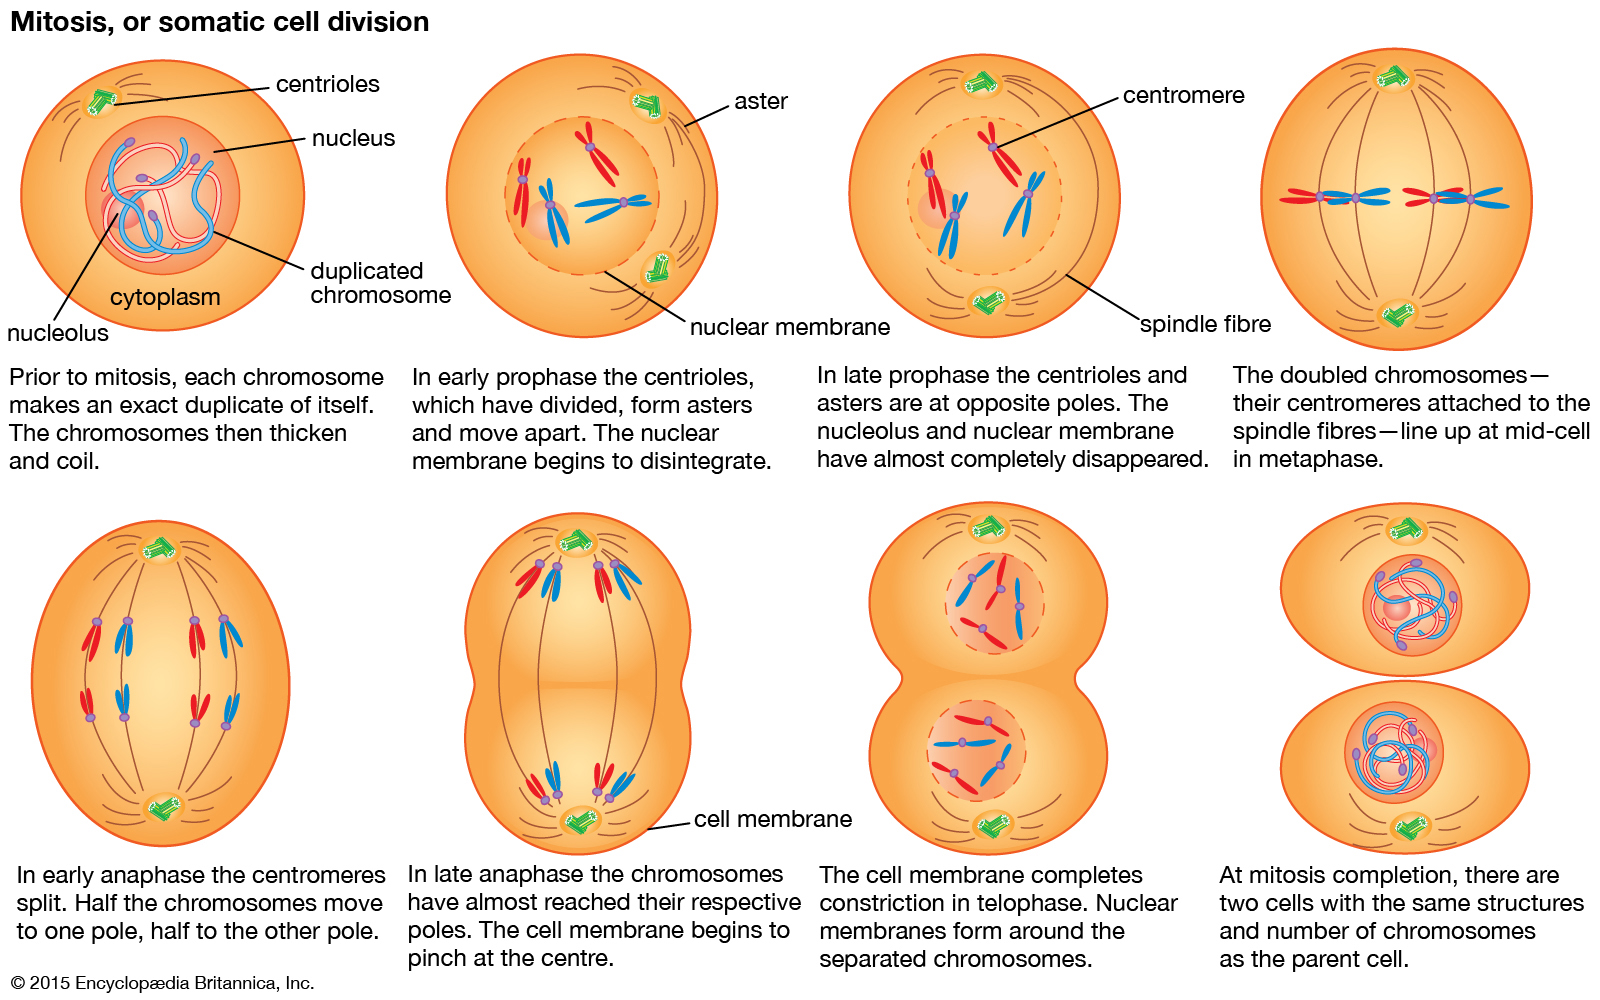 Mitosis, or somatic cell division
centrioles
nucleus
duplicated
chromosome
cytoplasm
nucleolus
Prior to mitosis, each chromosome
makes an exact duplicate of itself.
The chromosomes then thicken
and coil.
aster
nuclear membrane
In early prophase the centrioles,
which have divided, form asters
and move apart. The nuclear
membrane begins to disintegrate.
centromere
spindle fibre
In late prophase the centrioles and
asters are at opposite poles. The
nucleolus and nuclear membrane
have almost completely disappeared.
The doubled chromosomes—
their centromeres attached to the
spindle fibres—line up at mid-cell
in metaphase.
In early anaphase the centromeres
split. Half the chromosomes move
to one pole, half to the other pole.
cell membrane
In late anaphase the chromosomes
have almost reached their respective
poles. The cell membrane begins to
pinch at the centre.
The cell membrane completes
constriction in telophase. Nuclear
membranes form around the
separated chromosomes.
At mitosis completion, there are
two cells with the same structures
and number of chromosomes
as the parent cell.
© 2015 Encyclopædia Britannica, Inc.